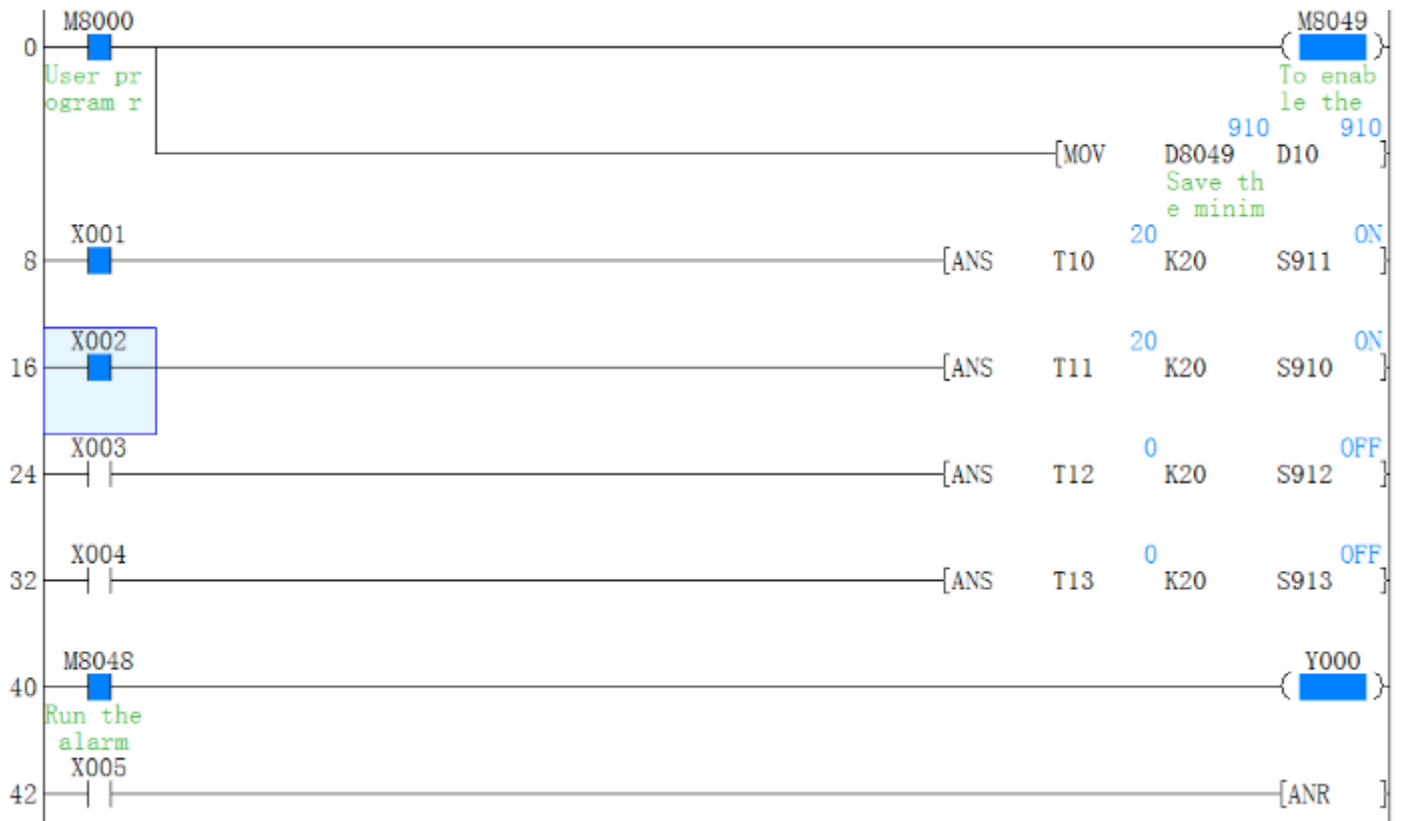 M8000 M8049
0 ( )
User pr To enab
ogram r le the
910 910
[MOV D8049 D10 ]
Save th
e minim
X001 20 ON
8 [ANS T10 K20 S911 ]
X002 20 ON
16 [ANS T11 K20 S910 ]
X003 0 OFF
24 [ANS T12 K20 S912 ]
X004 0 OFF
32 [ANS T13 K20 S913 ]
M8048 Y000
40 ( )
Run the
alarm
X005
42 [ANR ]